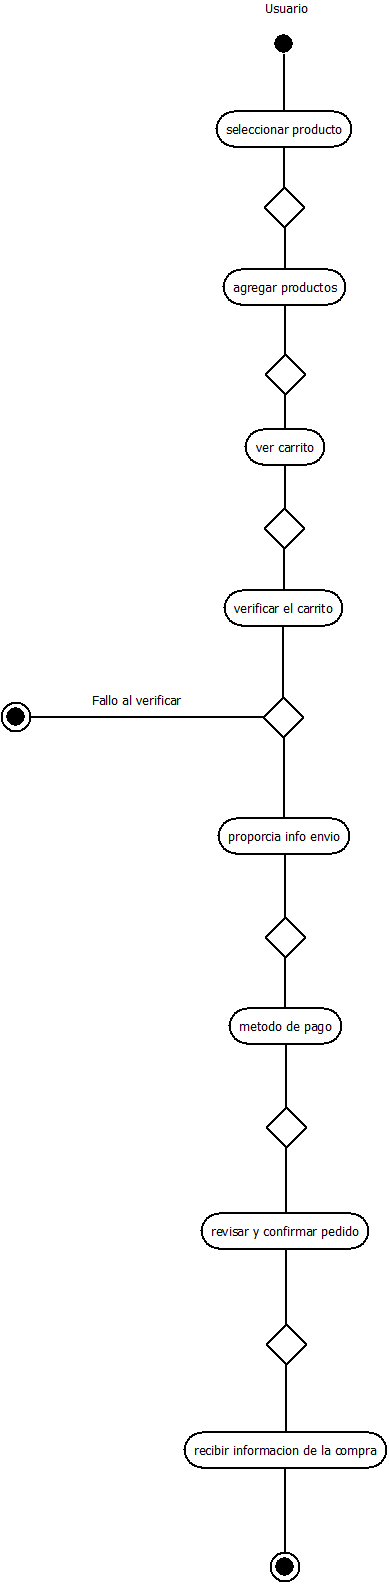 Usuario
seleccionar producto
agregar productos
ver carrito
verificar el carrito
Fallo al verificar
proporcia info envio
metodo de pago
revisar y confirmar pedido
recibir informacion de la compra